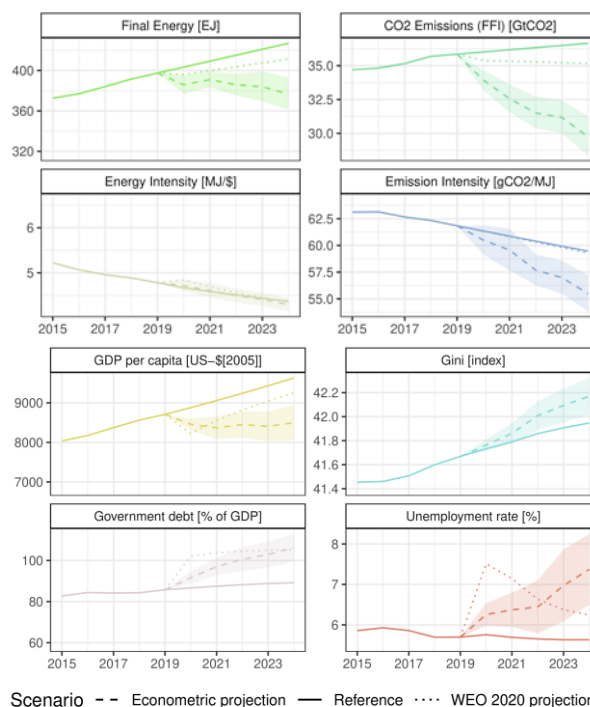 Final Energy [EJ]
CO2 Emissions (FFI) [GtCO2]
400
360
320
35.0
32.5
30.0
Energy Intensity [MJ/$]
Emission Intensity [gCO2/MJ]
6
5
62.5
60.0
57.5
55.0
2015 2017 2019 2021 2023
2015 2017 2019 2021 2023
GDP per capita [US-$[2005]]
Gini [index]
9000
8000
7000
42.2
42.0
41.8
41.6
41.4
Government debt [% of GDP]
Unemployment rate [%]
100
80
60
8
7
6
2015 2017 2019 2021 2023
2015 2017 2019 2021 2023
Scenario Econometric projection Reference WEO 2020 projection